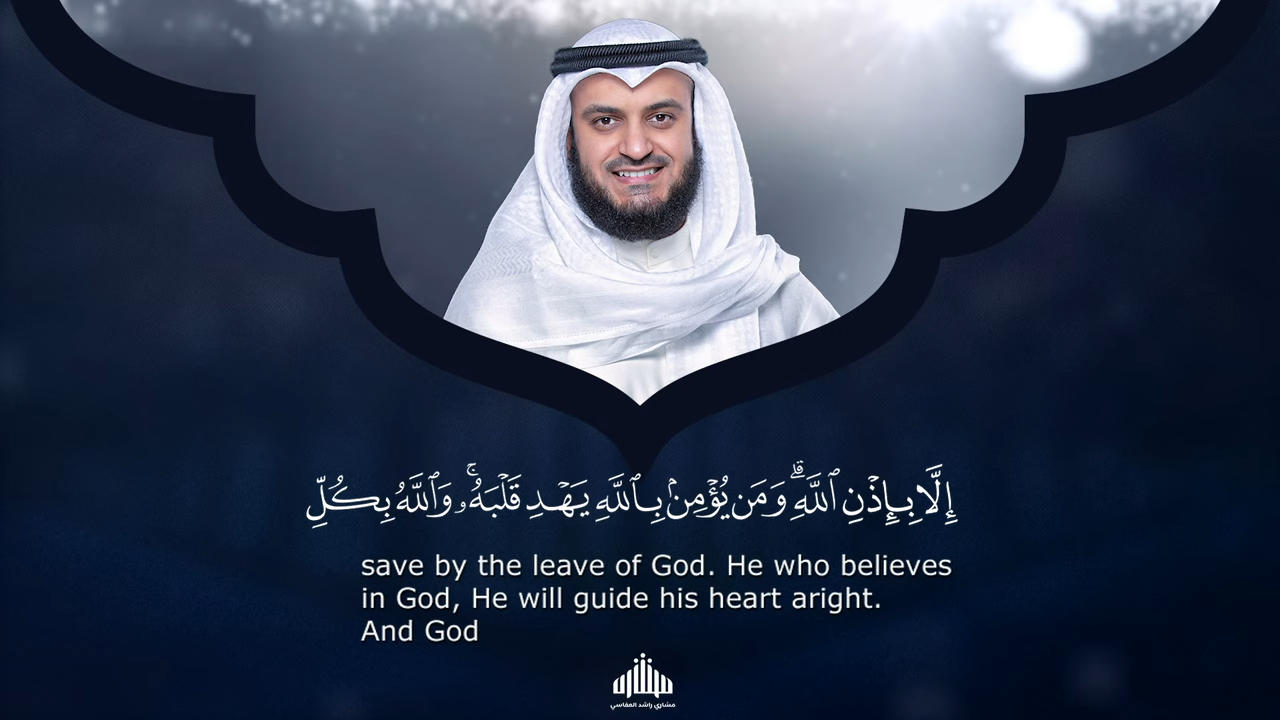 إِلَّا بِإِذْنِ ٱللَّهِ ۗ وَمَن يُؤْمِنۢ بِٱللَّهِ يَهْدِ قَلْبَهُۥ ۚ وَٱللَّهُ بِكُلِّ
save by the leave of God. He who believes
in God, He will guide his heart aright.
And God
مشاري راشد العفاسي